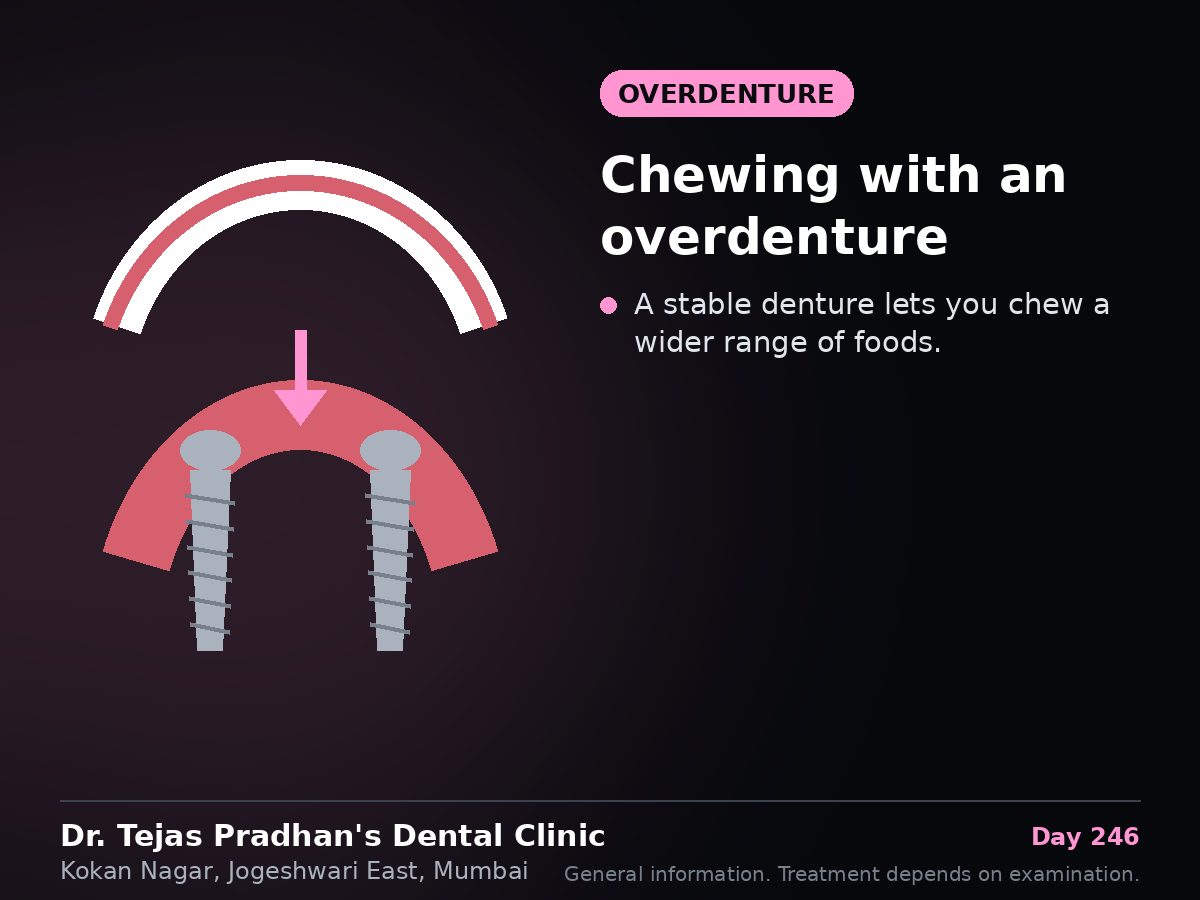 OVERDENTURE
Chewing with an
overdenture
A stable denture lets you chew a
wider range of foods.
Dr. Tejas Pradhan's Dental Clinic
Day 246
Kokan Nagar, Jogeshwari East, Mumbai
General information. Treatment depends on examination.